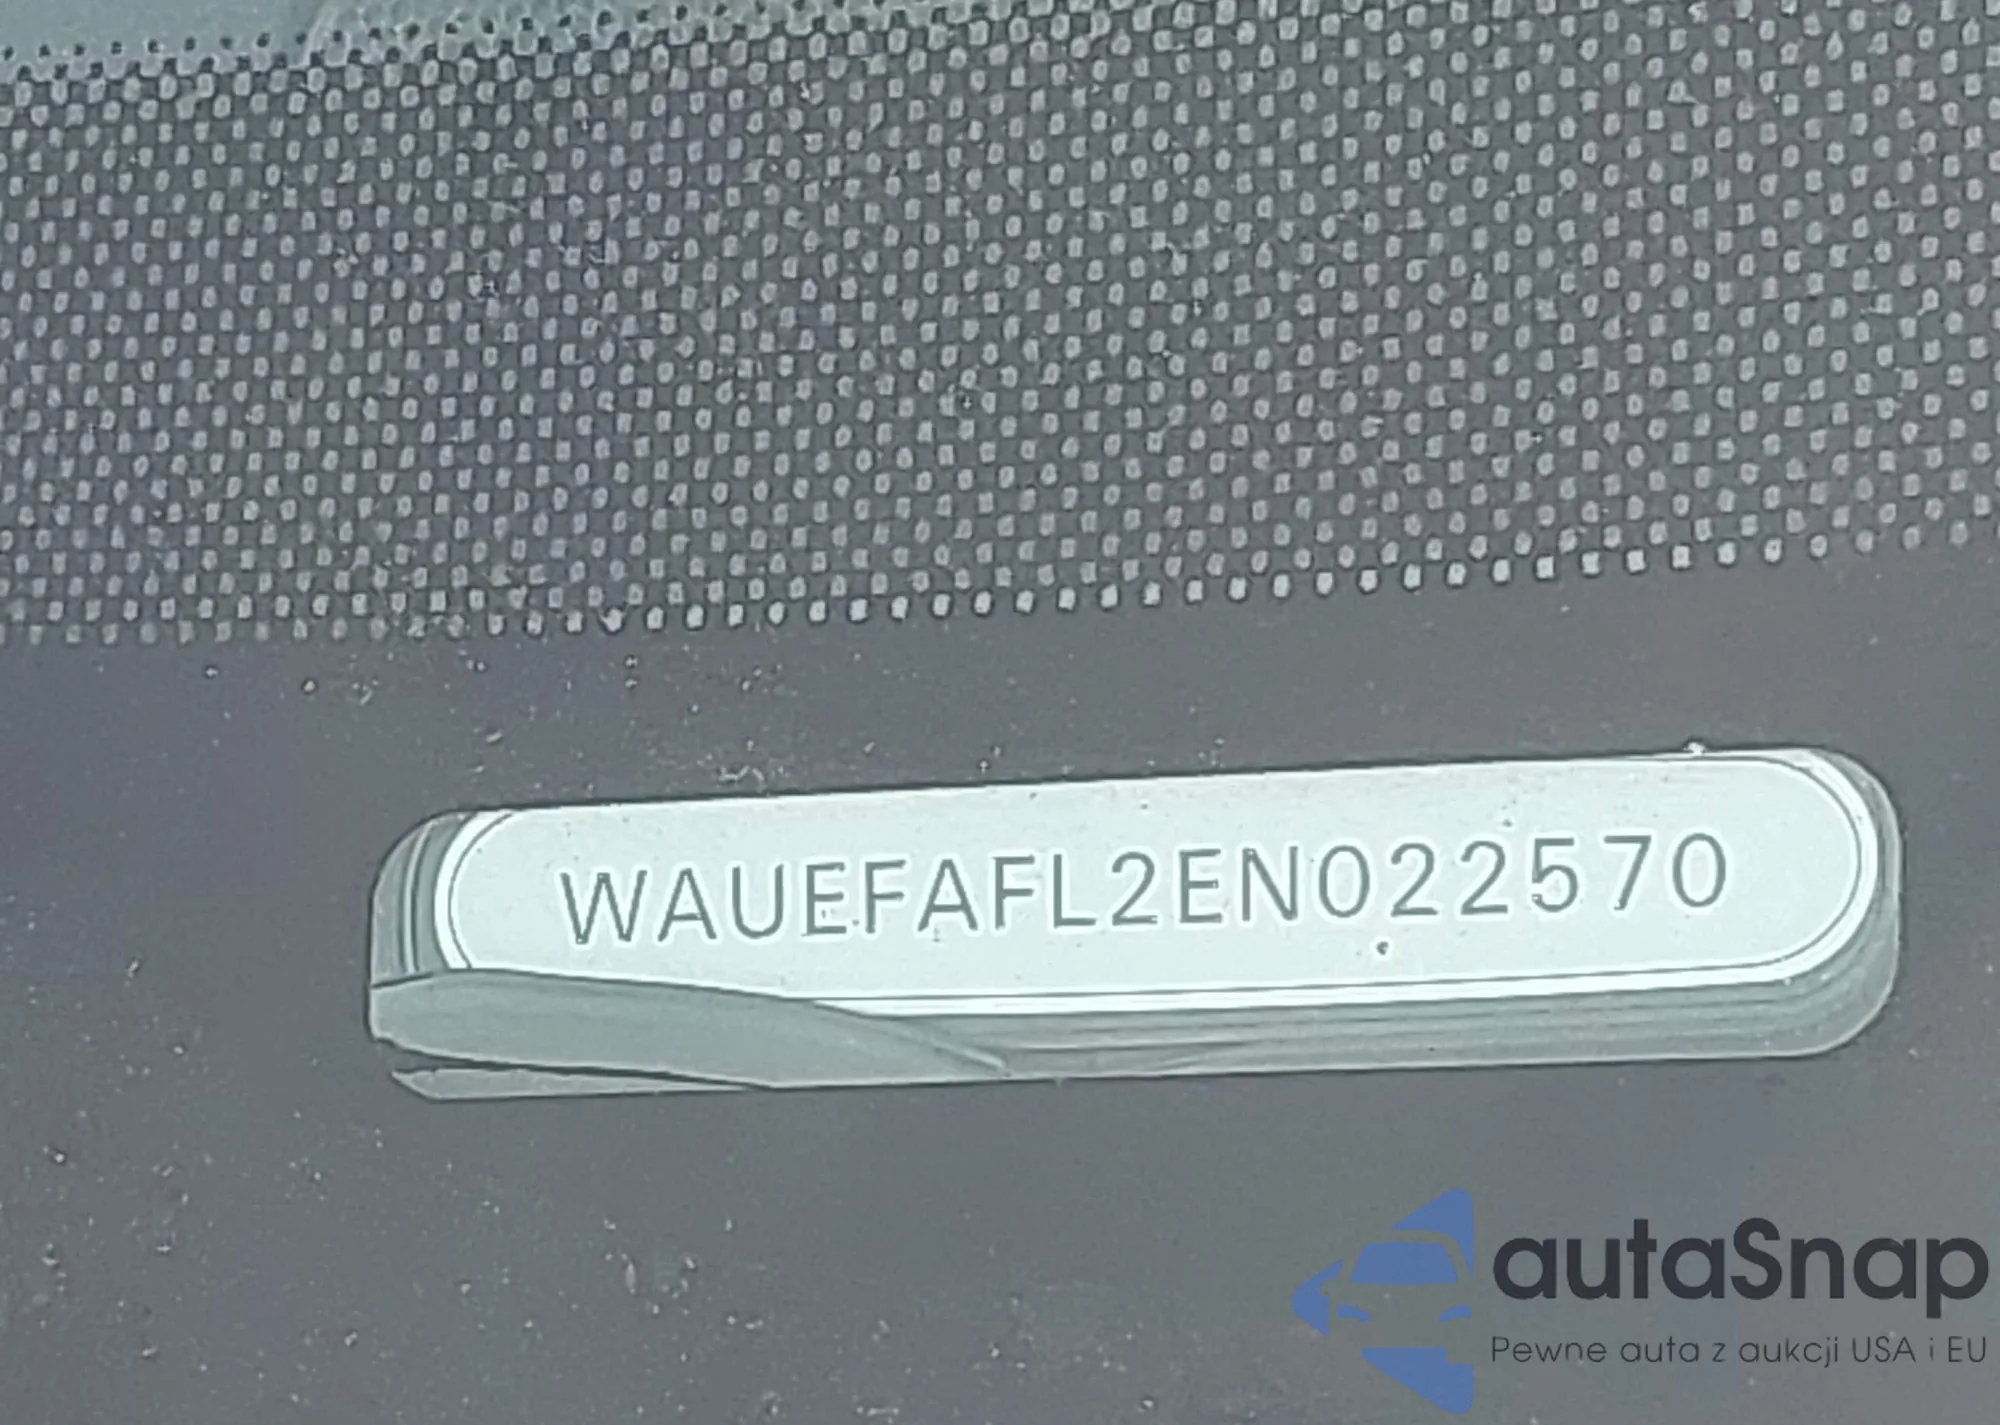 WAUEFAFL2EN022570
autaSnap
Pewne auta z aukcji USA i EU